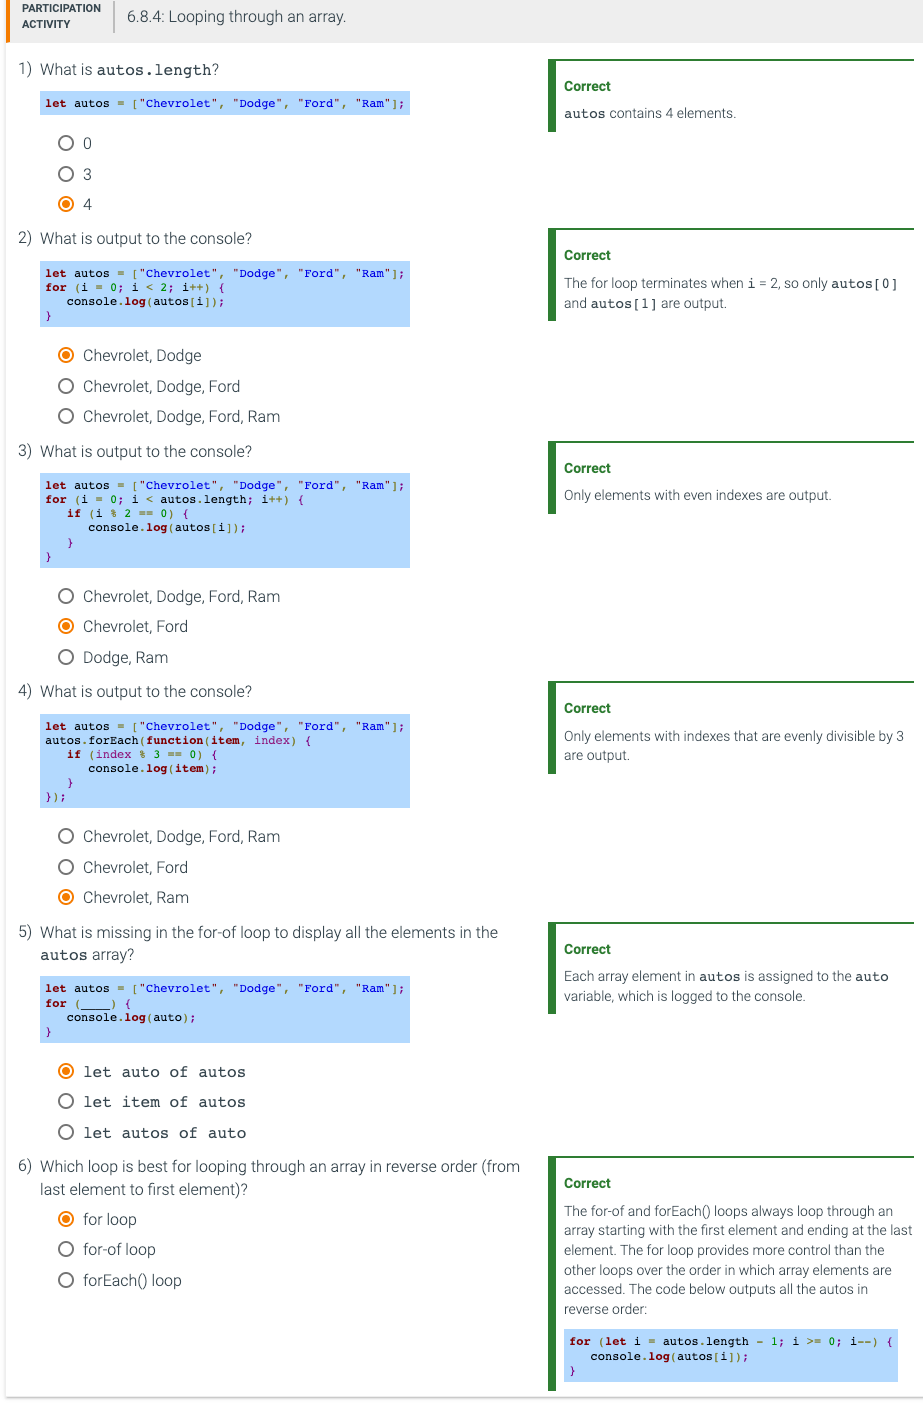 PARTICIPATION
ACTIVITY
6.8.4: Looping through an array.
1) What is autos.length?
let autos = ["Chevrolet", "Dodge", "Ford", "Ram"];
0
3
4
Correct
autos contains 4 elements.
2) What is output to the console?
let autos = ["Chevrolet", "Dodge", "Ford", "Ram"];
for (i = 0; i < 2; i++) {
console.log(autos[i]);
}
Chevrolet, Dodge
Chevrolet, Dodge, Ford
Chevrolet, Dodge, Ford, Ram
Correct
The for loop terminates when i = 2, so only autos[0]
and autos[1] are output.
3) What is output to the console?
let autos = ["Chevrolet", "Dodge", "Ford", "Ram"];
for (i = 0; i < autos.length; i++) {
if (i % 2 == 0) {
console.log(autos[i]);
}
}
Chevrolet, Dodge, Ford, Ram
Chevrolet, Ford
Dodge, Ram
Correct
Only elements with even indexes are output.
4) What is output to the console?
let autos = ["Chevrolet", "Dodge", "Ford", "Ram"];
autos.forEach(function(item, index) {
if (index % 3 == 0) {
console.log(item);
}
});
Chevrolet, Dodge, Ford, Ram
Chevrolet, Ford
Chevrolet, Ram
Correct
Only elements with indexes that are evenly divisible by 3
are output.
5) What is missing in the for-of loop to display all the elements in the
autos array?
let autos = ["Chevrolet", "Dodge", "Ford", "Ram"];
for (____) {
console.log(auto);
}
let auto of autos
let item of autos
let autos of auto
Correct
Each array element in autos is assigned to the auto
variable, which is logged to the console.
6) Which loop is best for looping through an array in reverse order (from
last element to first element)?
for loop
for-of loop
forEach() loop
Correct
The for-of and forEach() loops always loop through an
array starting with the first element and ending at the last
element. The for loop provides more control than the
other loops over the order in which array elements are
accessed. The code below outputs all the autos in
reverse order:
for (let i = autos.length - 1; i >= 0; i--) {
console.log(autos[i]);
}